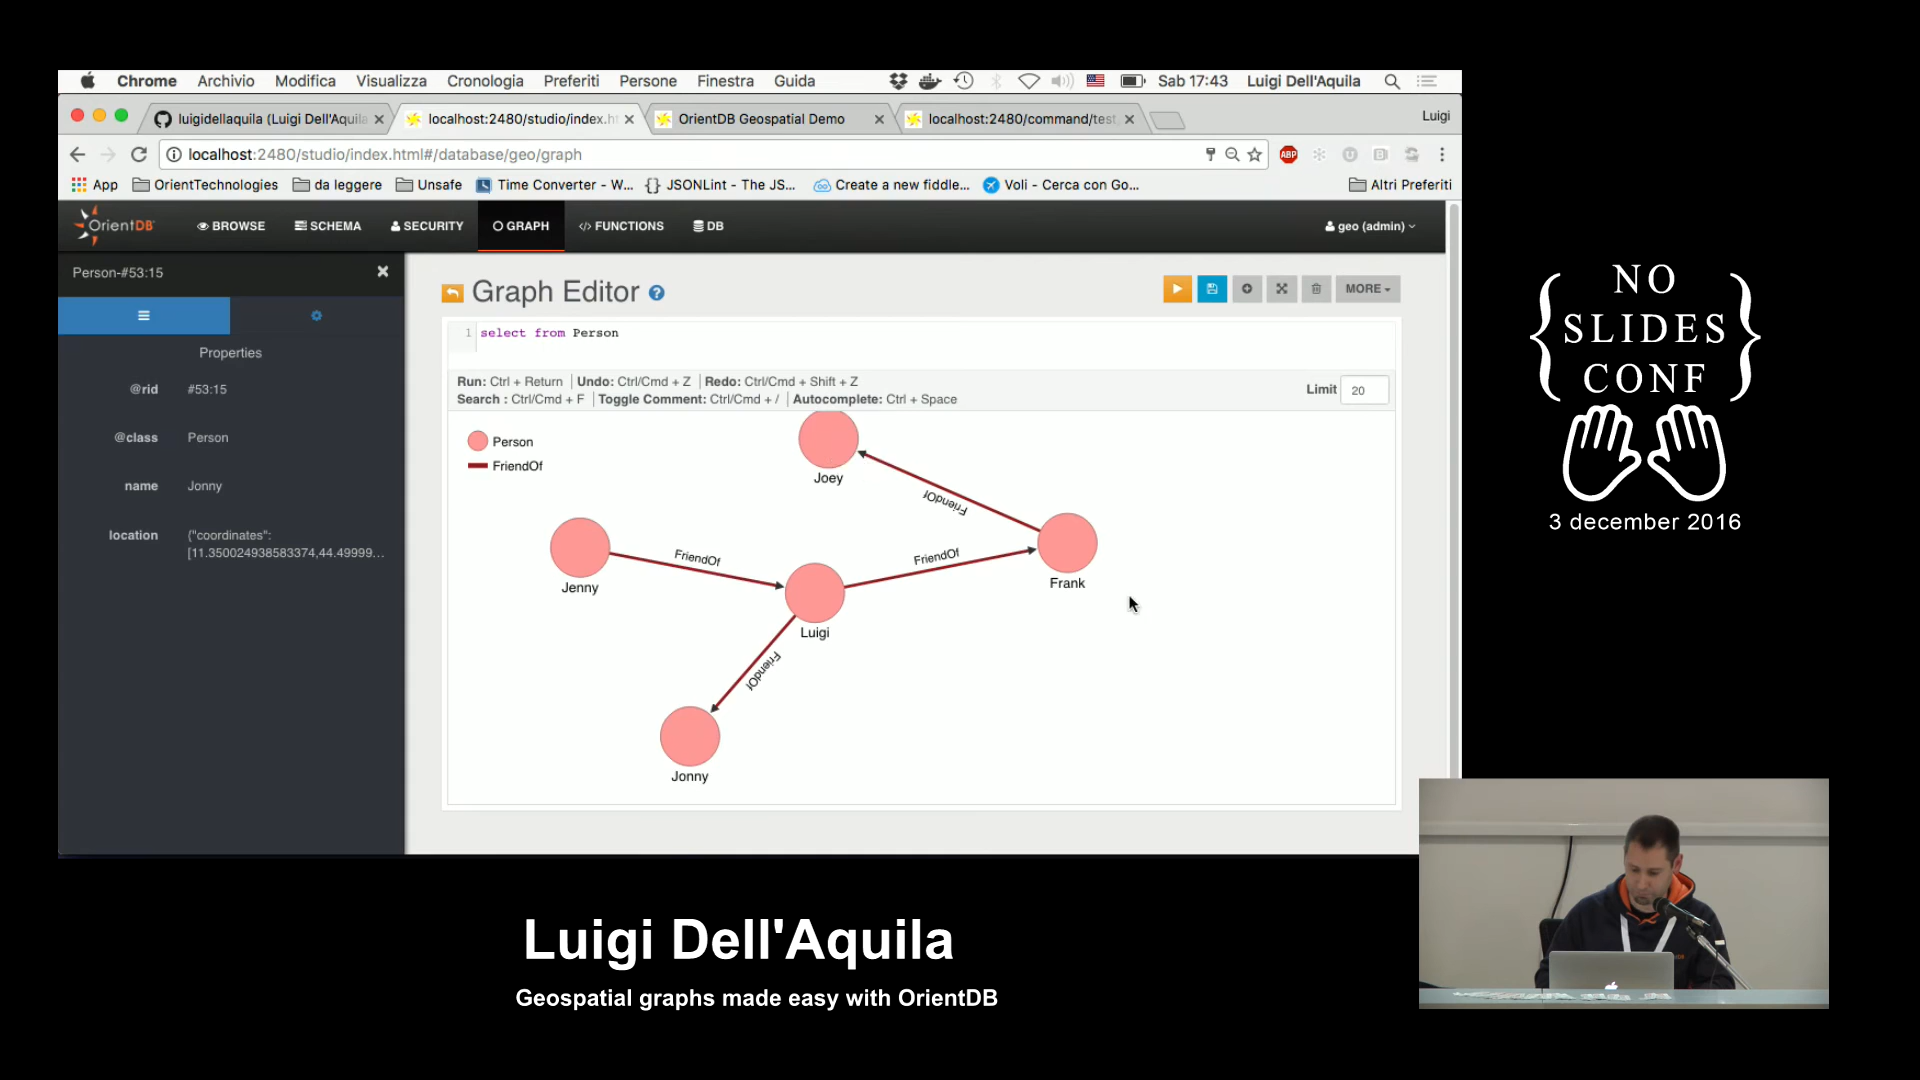 Chrome Archivio Modifica Visualizza Cronologia Preferiti Persone Finestra Guida Sab 17:43 Luigi Dell'Aquila
luigidellaquila (Luigi Dell'Aquila localhost:2480/studio/index.h OrientDB Geospatial Demo localhost:2480/command/test Luigi
localhost:2480/studio/index.html#/database/geo/graph ABP
App OrientTechnologies da leggere Unsafe Time Converter - W... {} JSONLint - The JS... Create a new fiddle... Voli - Cerca con Go... Altri Preferiti
OrientDB BROWSE SCHEMA SECURITY GRAPH </> FUNCTIONS DB geo (admin)
Person-#53:15
Properties
@rid #53:15
@class Person
name Jonny
location {"coordinates":
[11.350024938583374,44.49999...
Graph Editor ?
MORE
1 select from Person
Run: Ctrl + Return | Undo: Ctrl/Cmd + Z | Redo: Ctrl/Cmd + Shift + Z
Search : Ctrl/Cmd + F | Toggle Comment: Ctrl/Cmd + / | Autocomplete: Ctrl + Space
Limit 20
Person
FriendOf
Joey
FriendOf
Jenny
FriendOf
FriendOf
Frank
Luigi
FriendOf
Jonny
NO
SLIDES
CONF
3 december 2016
Luigi Dell'Aquila
Geospatial graphs made easy with OrientDB